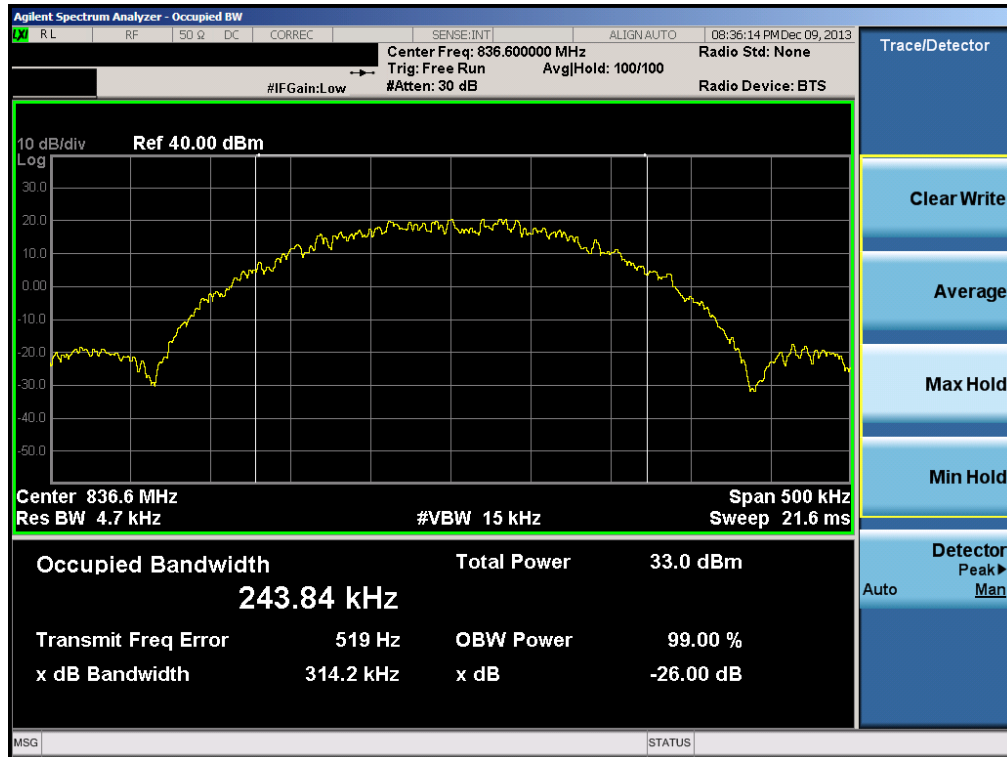 Agilent Spectrum Analyzer - Occupied BW
LXI RL RF 50 Ω DC CORREC SENSE:INT ALIGN AUTO 08:36:14 PM Dec 09, 2013
Center Freq: 836.600000 MHz Radio Std: None
Trig: Free Run Avg|Hold: 100/100
#IFGain:Low #Atten: 30 dB Radio Device: BTS
10 dB/div Ref 40.00 dBm
Log
30.0
20.0
10.0
0.00
-10.0
-20.0
-30.0
-40.0
-50.0
Center 836.6 MHz Span 500 kHz
Res BW 4.7 kHz #VBW 15 kHz Sweep 21.6 ms
Occupied Bandwidth Total Power 33.0 dBm
243.84 kHz
Transmit Freq Error 519 Hz OBW Power 99.00 %
x dB Bandwidth 314.2 kHz x dB -26.00 dB
MSG STATUS
Trace/Detector
Clear Write
Average
Max Hold
Min Hold
Detector
Peak▶
Auto Man